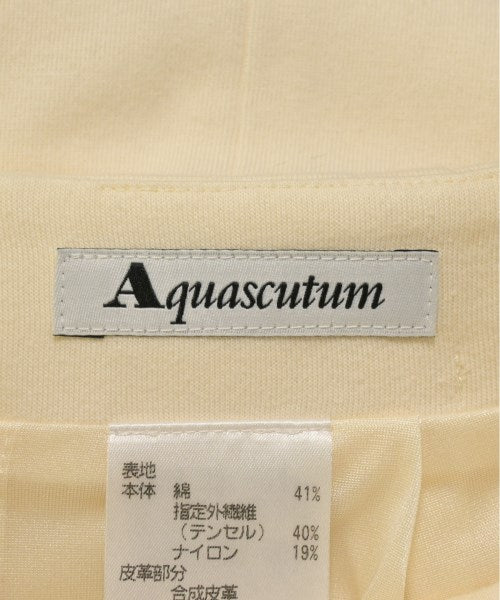 Aquascutum
表地
本体 綿 41%
指定外繊維
(テンセル) 40%
ナイロン 19%
皮革部分
合成皮革